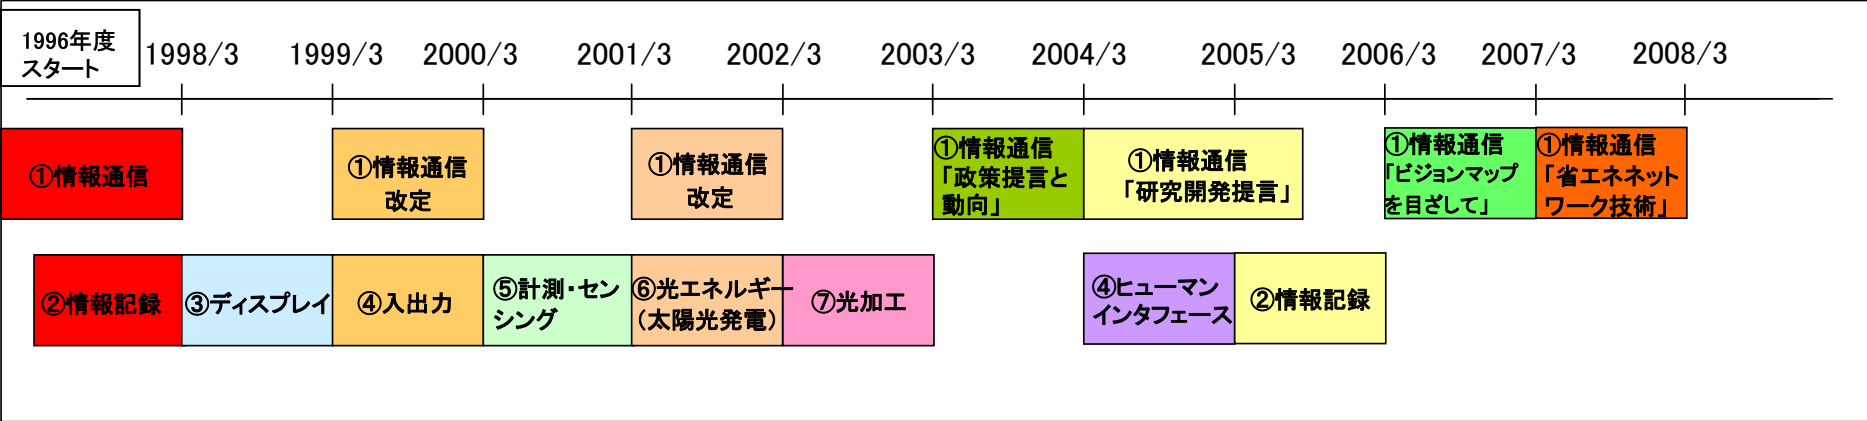 1996年度
スタート
1998/3
1999/3
2000/3
2001/3
2002/3
2003/3
2004/3
2005/3
2006/3
2007/3
2008/3
①情報通信
①情報通信
改定
①情報通信
改定
①情報通信
「政策提言と
動向」
①情報通信
「研究開発提言」
①情報通信
「ビジョンマップ
を目ざして」
①情報通信
「省エネネット
ワーク技術」
②情報記録
③ディスプレイ
④入出力
⑤計測・セン
シング
⑥光エネルギー
（太陽光発電）
⑦光加工
④ヒューマン
インタフェース
②情報記録